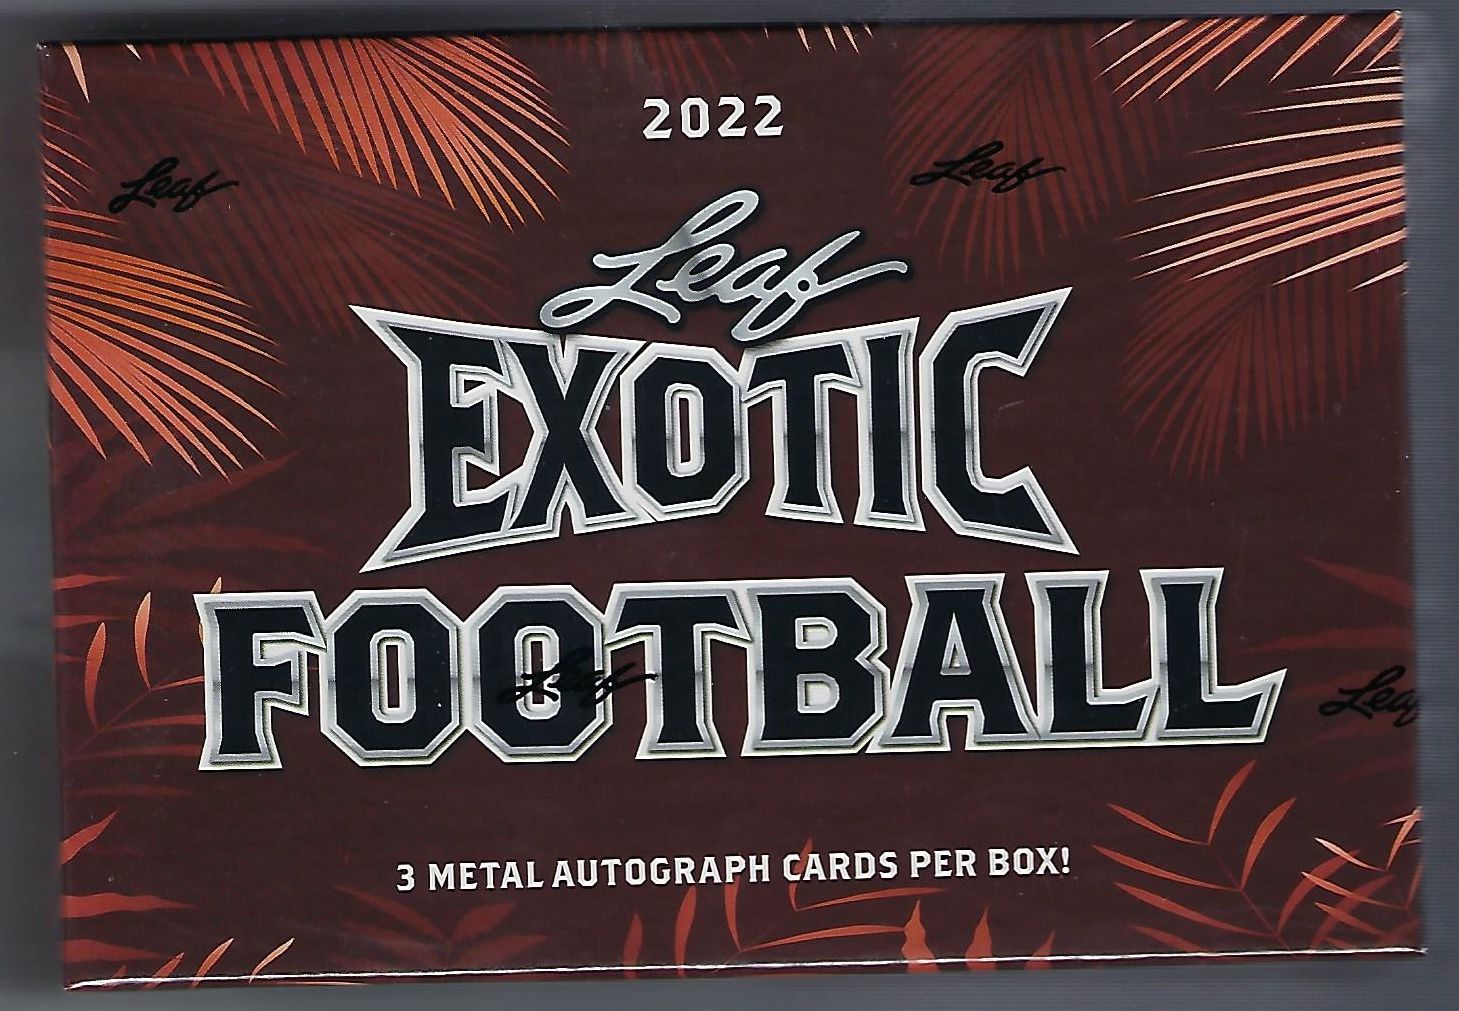 2022
Leaf
Leaf
Leaf
EXOTIC
FOOTBALL
Leaf
Leaf
3 METAL AUTOGRAPH CARDS PER BOX!